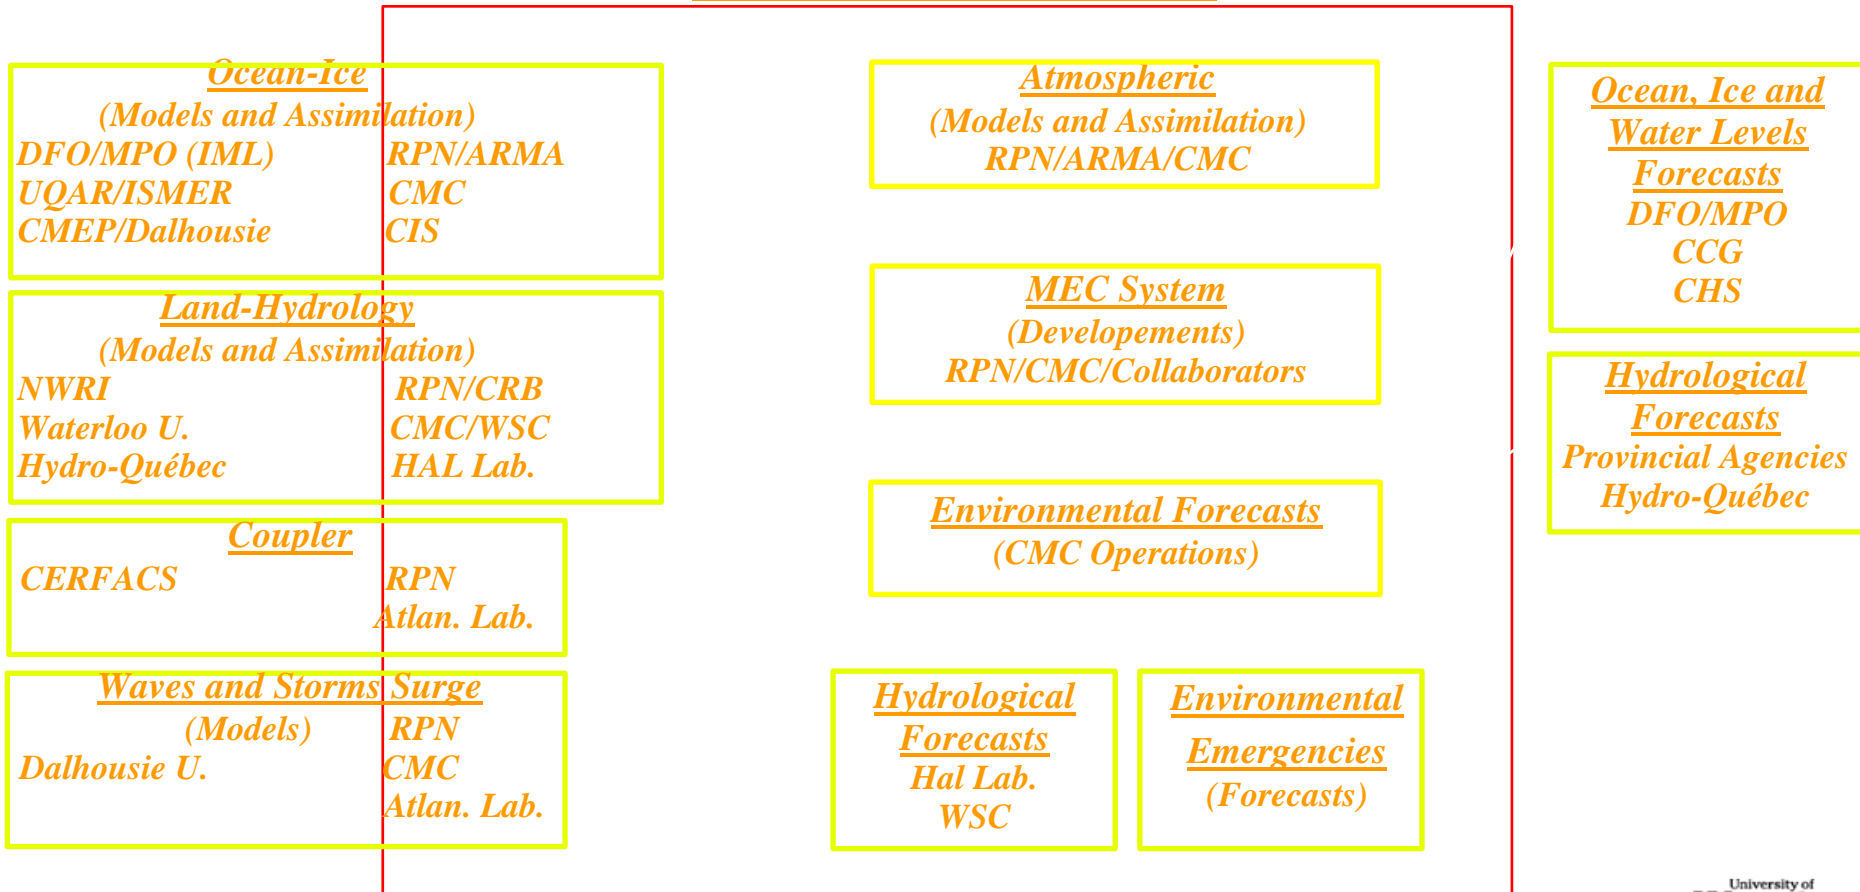 Ocean-Ice
(Models and Assimilation)
DFO/MPO (IML) RPN/ARMA
UQAR/ISMER CMC
CMEP/Dalhousie CIS
Land-Hydrology
(Models and Assimilation)
NWRI RPN/CRB
Waterloo U. CMC/WSC
Hydro-Québec HAL Lab.
Coupler
CERFACS RPN
Atlan. Lab.
Waves and Storms Surge
(Models) RPN
Dalhousie U. CMC
Atlan. Lab.
Atmospheric
(Models and Assimilation)
RPN/ARMA/CMC
MEC System
(Developements)
RPN/CMC/Collaborators
Environmental Forecasts
(CMC Operations)
Hydrological
Forecasts
Hal Lab.
WSC
Environmental
Emergencies
(Forecasts)
Ocean, Ice and
Water Levels
Forecasts
DFO/MPO
CCG
CHS
Hydrological
Forecasts
Provincial Agencies
Hydro-Québec
University of